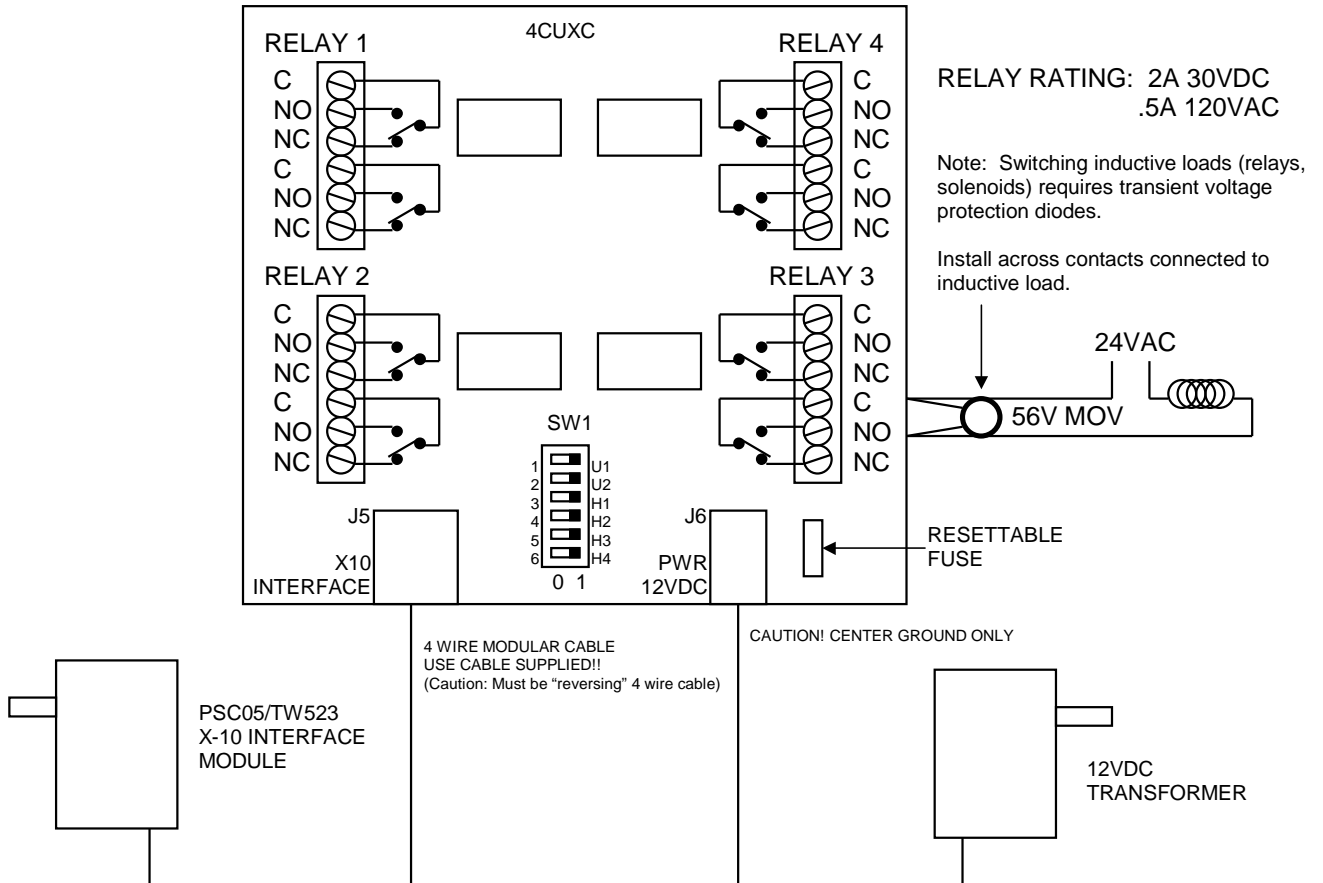 4CUXC
RELAY 1
C
NO
NC
C
NO
NC
RELAY 4
C
NO
NC
C
NO
NC
RELAY RATING: 2A 30VDC
.5A 120VAC
Note: Switching inductive loads (relays,
solenoids) requires transient voltage
protection diodes.
Install across contacts connected to
inductive load.
RELAY 2
C
NO
NC
C
NO
NC
RELAY 3
C
NO
NC
C
NO
NC
24VAC
56V MOV
SW1
1 U1
2 U2
3 H1
4 H2
5 H3
6 H4
0 1
J5
X10
INTERFACE
J6
PWR
12VDC
RESETTABLE
FUSE
4 WIRE MODULAR CABLE
USE CABLE SUPPLIED!!
(Caution: Must be “reversing” 4 wire cable)
CAUTION! CENTER GROUND ONLY
PSC05/TW523
X-10 INTERFACE
MODULE
12VDC
TRANSFORMER